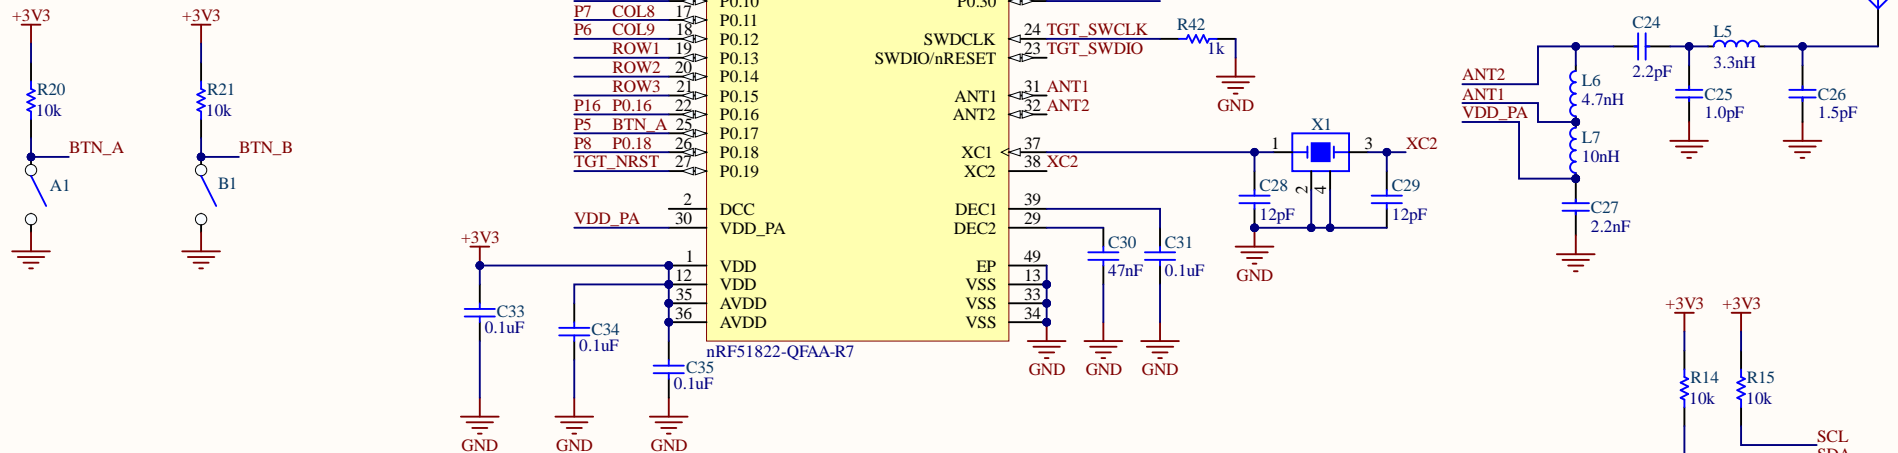 +3V3
R20
10k
BTN_A
A1
+3V3
R21
10k
BTN_B
B1
P0.10
P7 COL8 17 P0.11
P6 COL9 18 P0.12
ROW1 19 P0.13
ROW2 20 P0.14
ROW3 21 P0.15
P16 P0.16 22 P0.16
P5 BTN_A 25 P0.17
P8 P0.18 26 P0.18
TGT_NRST 27 P0.19
2 DCC
VDD_PA 30 VDD_PA
+3V3
1 VDD
12 VDD
35 AVDD
36 AVDD
C33
0.1uF
GND
C34
0.1uF
GND
C35
0.1uF
GND
nRF51822-QFAA-R7
P0.30
SWDCLK 24 TGT_SWCLK
SWDIO/nRESET 23 TGT_SWDIO
R42
1k
GND
ANT1 31 ANT1
ANT2 32 ANT2
XC1 37
XC2 38 XC2
DEC1 39
DEC2 29
EP 49
VSS 13
VSS 33
VSS 34
GND
C30
47nF
GND
C31
0.1uF
GND
X1
1 3 XC2
2 4
C28
12pF
C29
12pF
GND
ANT2
ANT1
VDD_PA
L6
4.7nH
L7
10nH
C27
2.2nF
C24
2.2pF
L5
3.3nH
C25
1.0pF
C26
1.5pF
+3V3 +3V3
R14
10k
R15
10k
SCL
SDA